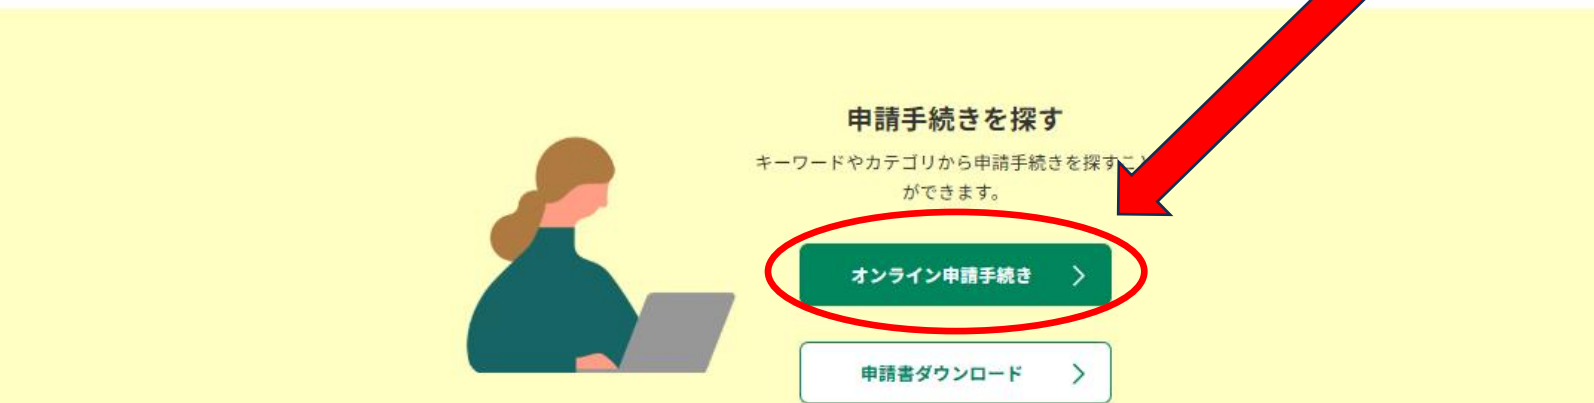 申請手続きを探す
キーワードやカテゴリから申請手続きを探すこ
ができます。
オンライン申請手続き
申請書ダウンロード